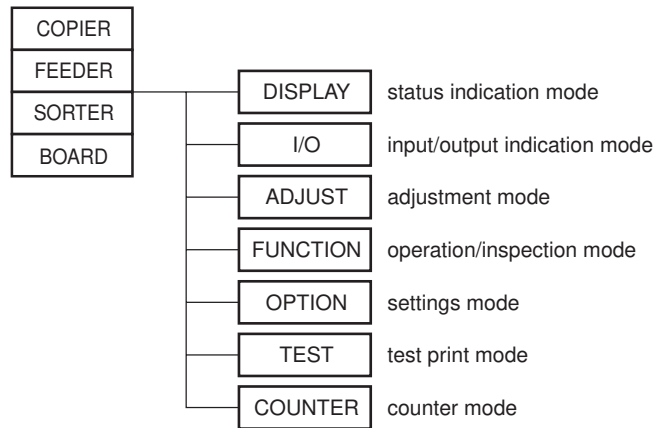 COPIER
FEEDER
SORTER
BOARD
DISPLAY status indication mode
I/O input/output indication mode
ADJUST adjustment mode
FUNCTION operation/inspection mode
OPTION settings mode
TEST test print mode
COUNTER counter mode